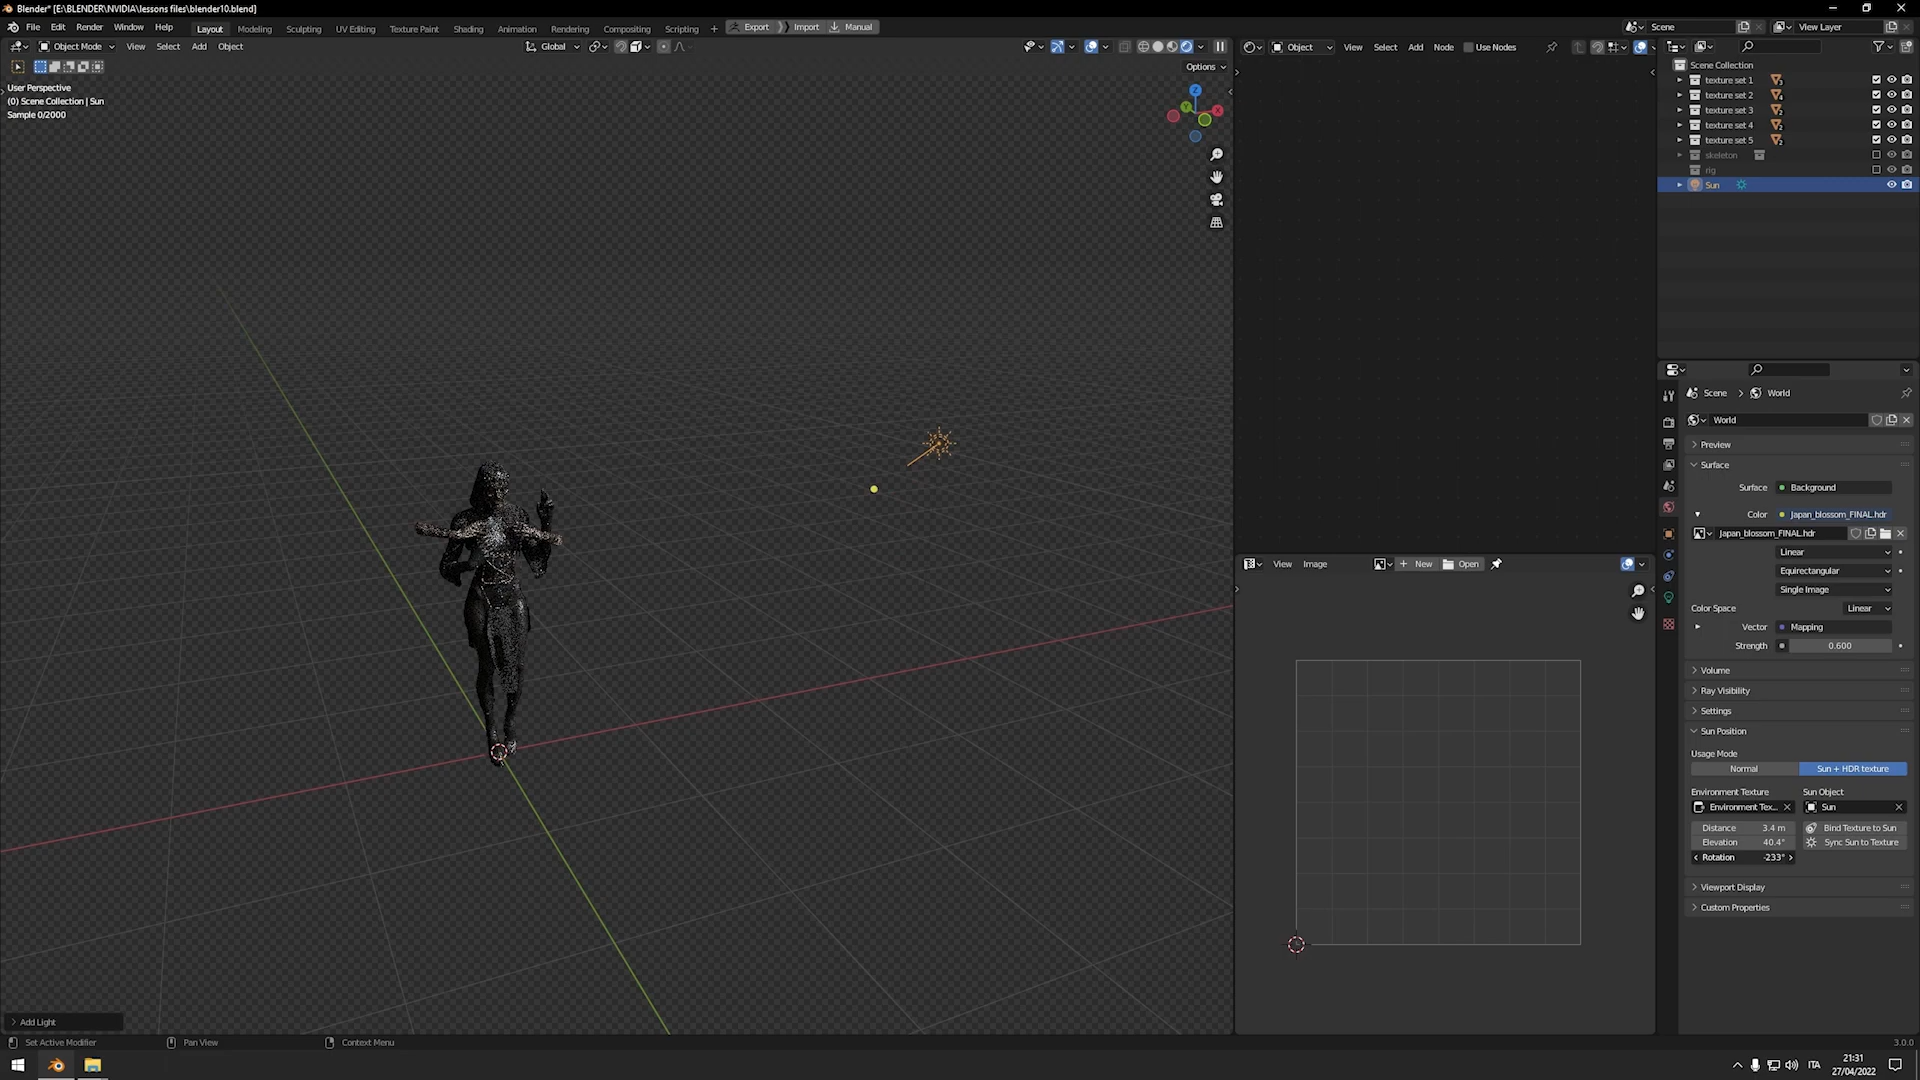 Blender* [E:\BLENDER\NVIDIA\lessons files\blender10.blend]
File Edit Render Window Help Layout Modeling Sculpting UV Editing Texture Paint Shading Animation Rendering Compositing Geometry Nodes Scripting + Export Import Manual Scene View Layer
Object Mode View Select Add Object Global
Object View Select Add Node Use Nodes
Options
User Perspective
(0) Scene Collection | Sun
Sample 0/2000
Scene Collection
texture set 1
texture set 2
texture set 3
texture set 4
texture set 5
skeleton
rig
Sun
Scene > World
World
Preview
Surface
Surface Background
Color Japan_blossom_FINAL.hdr
Japan_blossom_FINAL.hdr
Linear
Equirectangular
Single Image
Color Space Linear
Vector Mapping
Strength 0.600
Volume
Ray Visibility
Settings
Sun Position
Usage Mode
Normal Sun + HDR texture
Environment Texture Sun Object
Environment Tex... Sun
Distance 3.4 m Bind Texture to Sun
Elevation 40.4° Sync Sun to Texture
Rotation -233°
Viewport Display
Custom Properties
View Image + New Open
Add Light
Set Active Modifier Pan View Context Menu 3.0.0
ITA 21:31
27/04/2022